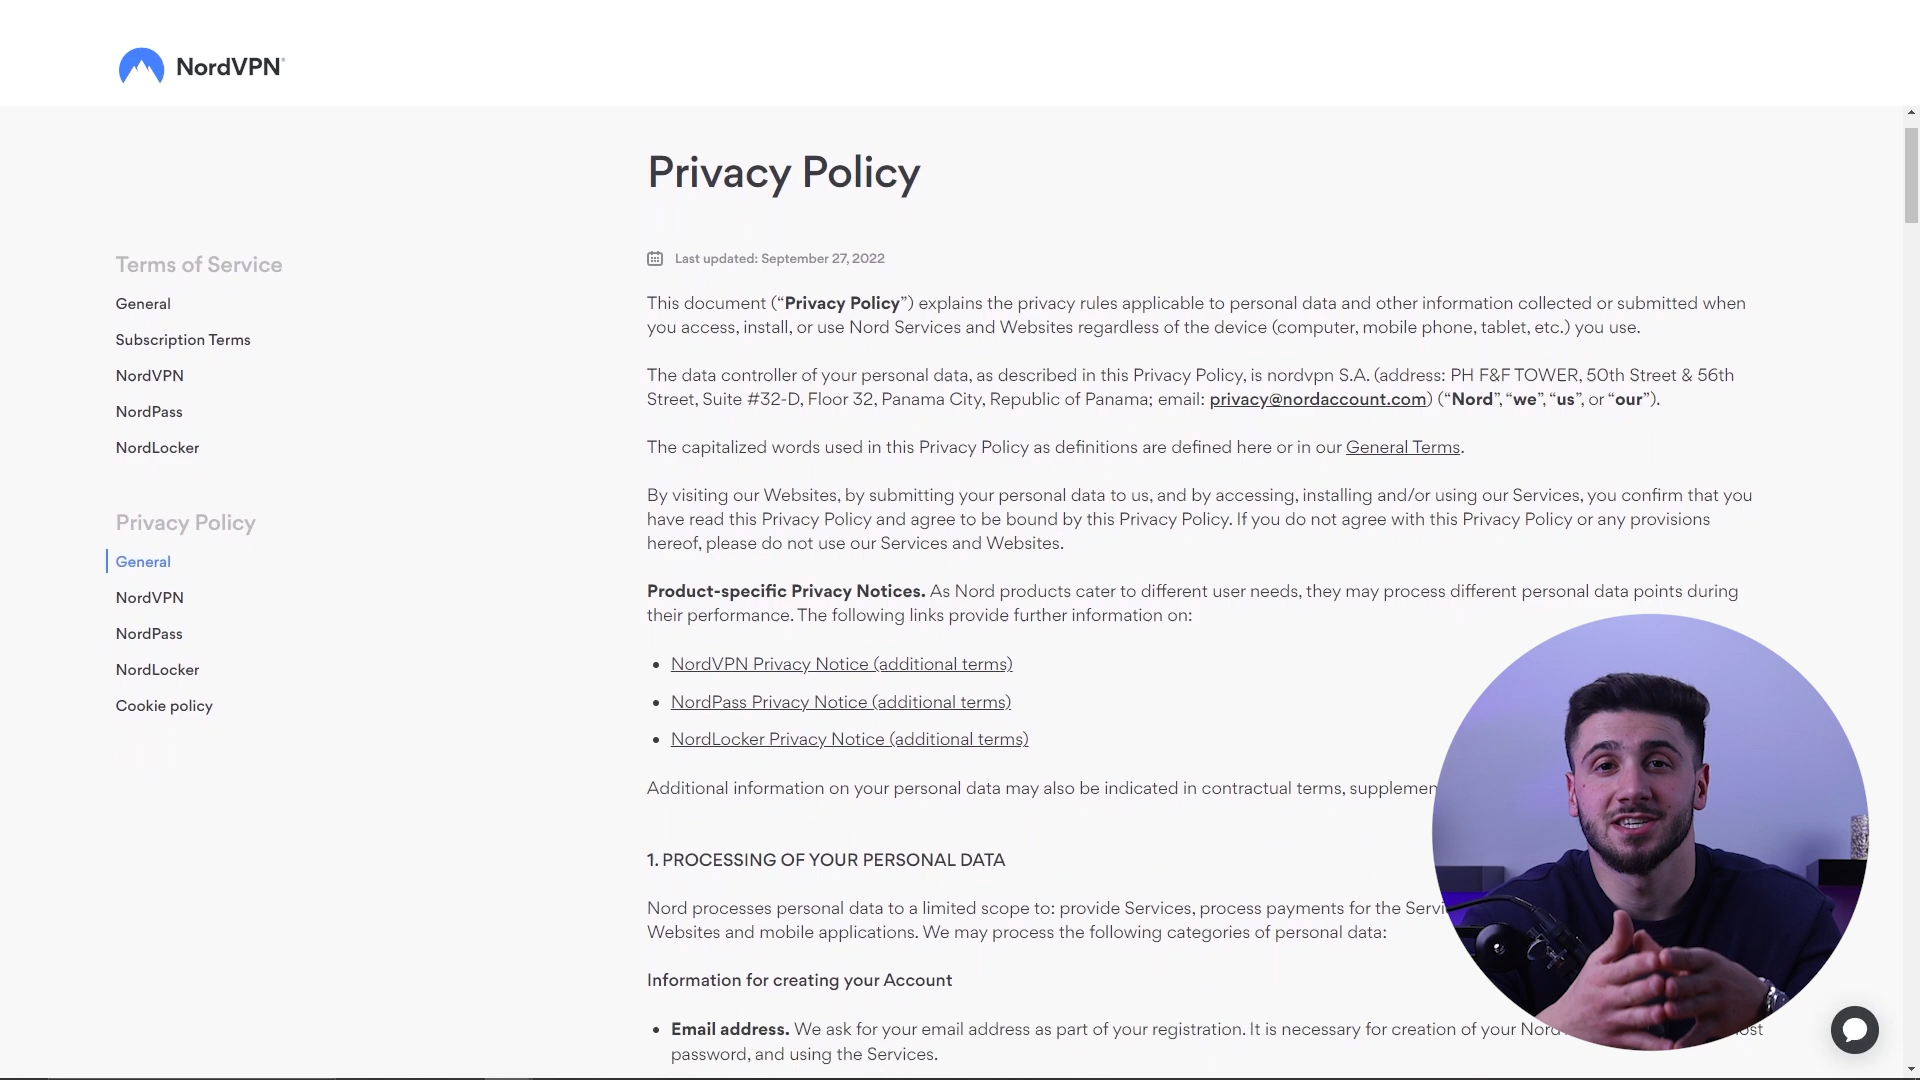 NordVPN®
Terms of Service
General
Subscription Terms
NordVPN
NordPass
NordLocker
Privacy Policy
General
NordVPN
NordPass
NordLocker
Cookie policy
Privacy Policy
Last updated: September 27, 2022
This document (“Privacy Policy”) explains the privacy rules applicable to personal data and other information collected or submitted when
you access, install, or use Nord Services and Websites regardless of the device (computer, mobile phone, tablet, etc.) you use.
The data controller of your personal data, as described in this Privacy Policy, is nordvpn S.A. (address: PH F&F TOWER, 50th Street & 56th
Street, Suite #32-D, Floor 32, Panama City, Republic of Panama; email: privacy@nordaccount.com) (“Nord”, “we”, “us”, or “our”).
The capitalized words used in this Privacy Policy as definitions are defined here or in our General Terms.
By visiting our Websites, by submitting your personal data to us, and by accessing, installing and/or using our Services, you confirm that you
have read this Privacy Policy and agree to be bound by this Privacy Policy. If you do not agree with this Privacy Policy or any provisions
hereof, please do not use our Services and Websites.
Product-specific Privacy Notices. As Nord products cater to different user needs, they may process different personal data points during
their performance. The following links provide further information on:
• NordVPN Privacy Notice (additional terms)
• NordPass Privacy Notice (additional terms)
• NordLocker Privacy Notice (additional terms)
Additional information on your personal data may also be indicated in contractual terms,
1. PROCESSING OF YOUR PERSONAL DATA
Nord processes personal data to a limited scope to: provide Services, process payments for the
Websites and mobile applications. We may process the following categories of personal data:
Information for creating your Account
• Email address. We ask for your email address as part of your registration. It is necessary for creation of your
password, and using the Services.